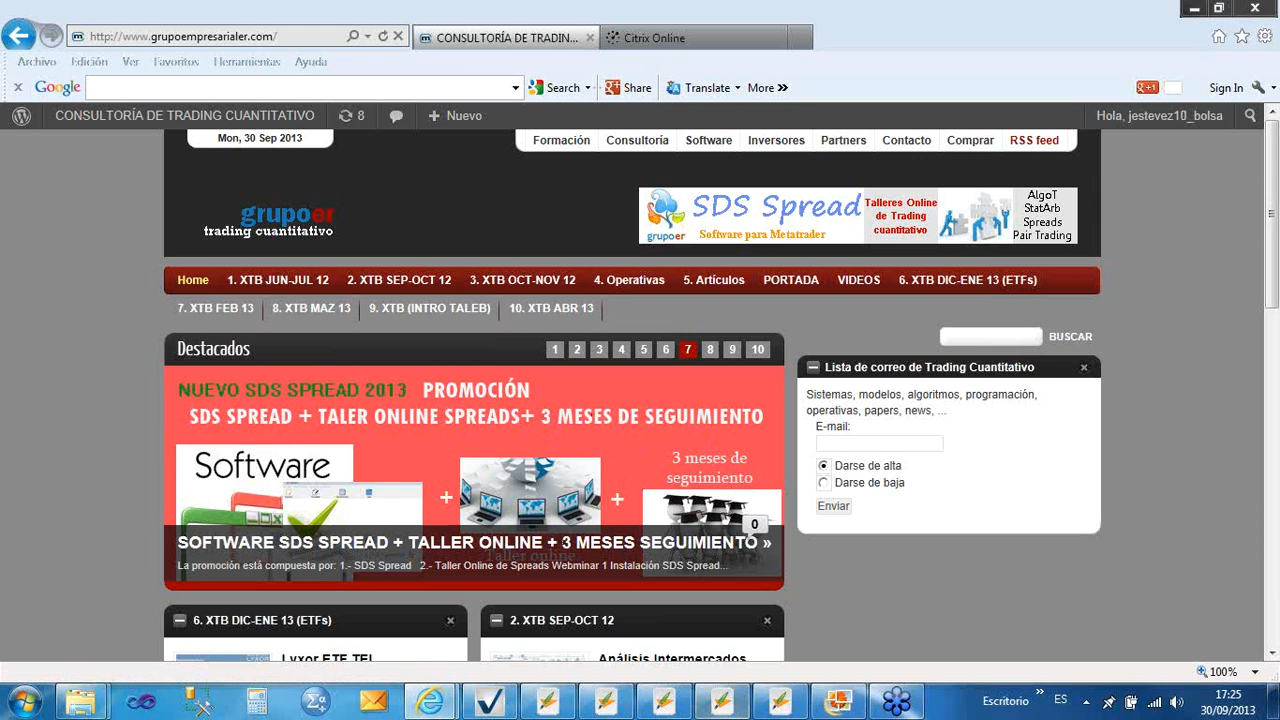 http://www.grupoempresarialer.com/
CONSULTORÍA DE TRADIN...
Citrix Online
Archivo Edición Ver Favoritos Herramientas Ayuda
x Google Search Share Translate More » +1 Sign In
CONSULTORÍA DE TRADING CUANTITATIVO 8 + Nuevo Hola, jestevez10_bolsa
Mon, 30 Sep 2013
Formación Consultoría Software Inversores Partners Contacto Comprar RSS feed
grupoer
trading cuantitativo
SDS Spread
Software para Metatrader
grupoer
Talleres Online
de Trading
cuantitativo
AlgoT
StatArb
Spreads
Pair Trading
Home 1. XTB JUN-JUL 12 2. XTB SEP-OCT 12 3. XTB OCT-NOV 12 4. Operativas 5. Artículos PORTADA VIDEOS 6. XTB DIC-ENE 13 (ETFs)
7. XTB FEB 13 8. XTB MAZ 13 9. XTB (INTRO TALEB) 10. XTB ABR 13
BUSCAR
Destacados 1 2 3 4 5 6 7 8 9 10
NUEVO SDS SPREAD 2013 PROMOCIÓN
SDS SPREAD + TALER ONLINE SPREADS+ 3 MESES DE SEGUIMIENTO
Software
+
+
3 meses de
seguimiento
0
Taller online
SOFTWARE SDS SPREAD + TALLER ONLINE + 3 MESES SEGUIMIENTO »
La promoción está compuesta por: 1.- SDS Spread 2.- Taller Online de Spreads Webminar 1 Instalación SDS Spread...
Lista de correo de Trading Cuantitativo
Sistemas, modelos, algoritmos, programación,
operativas, papers, news, ...
E-mail:
Darse de alta
Darse de baja
Enviar
6. XTB DIC-ENE 13 (ETFs)
2. XTB SEP-OCT 12
Lyxor ETF TEL
Análisis Intermercados
100%
Escritorio » ES
17:25
30/09/2013